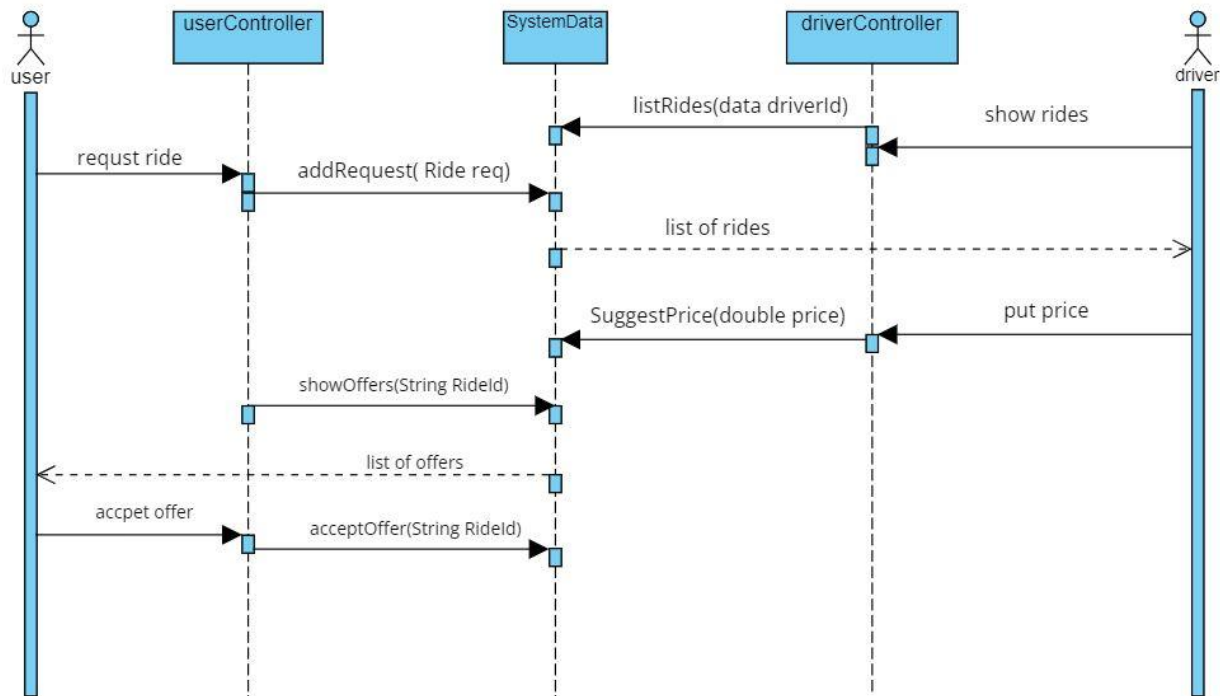 userController
SystemData
driverController
user
driver
listRides(data driverId)
show rides
requst ride
addRequest( Ride req)
list of rides
SuggestPrice(double price)
put price
showOffers(String RideId)
list of offers
accpet offer
acceptOffer(String RideId)